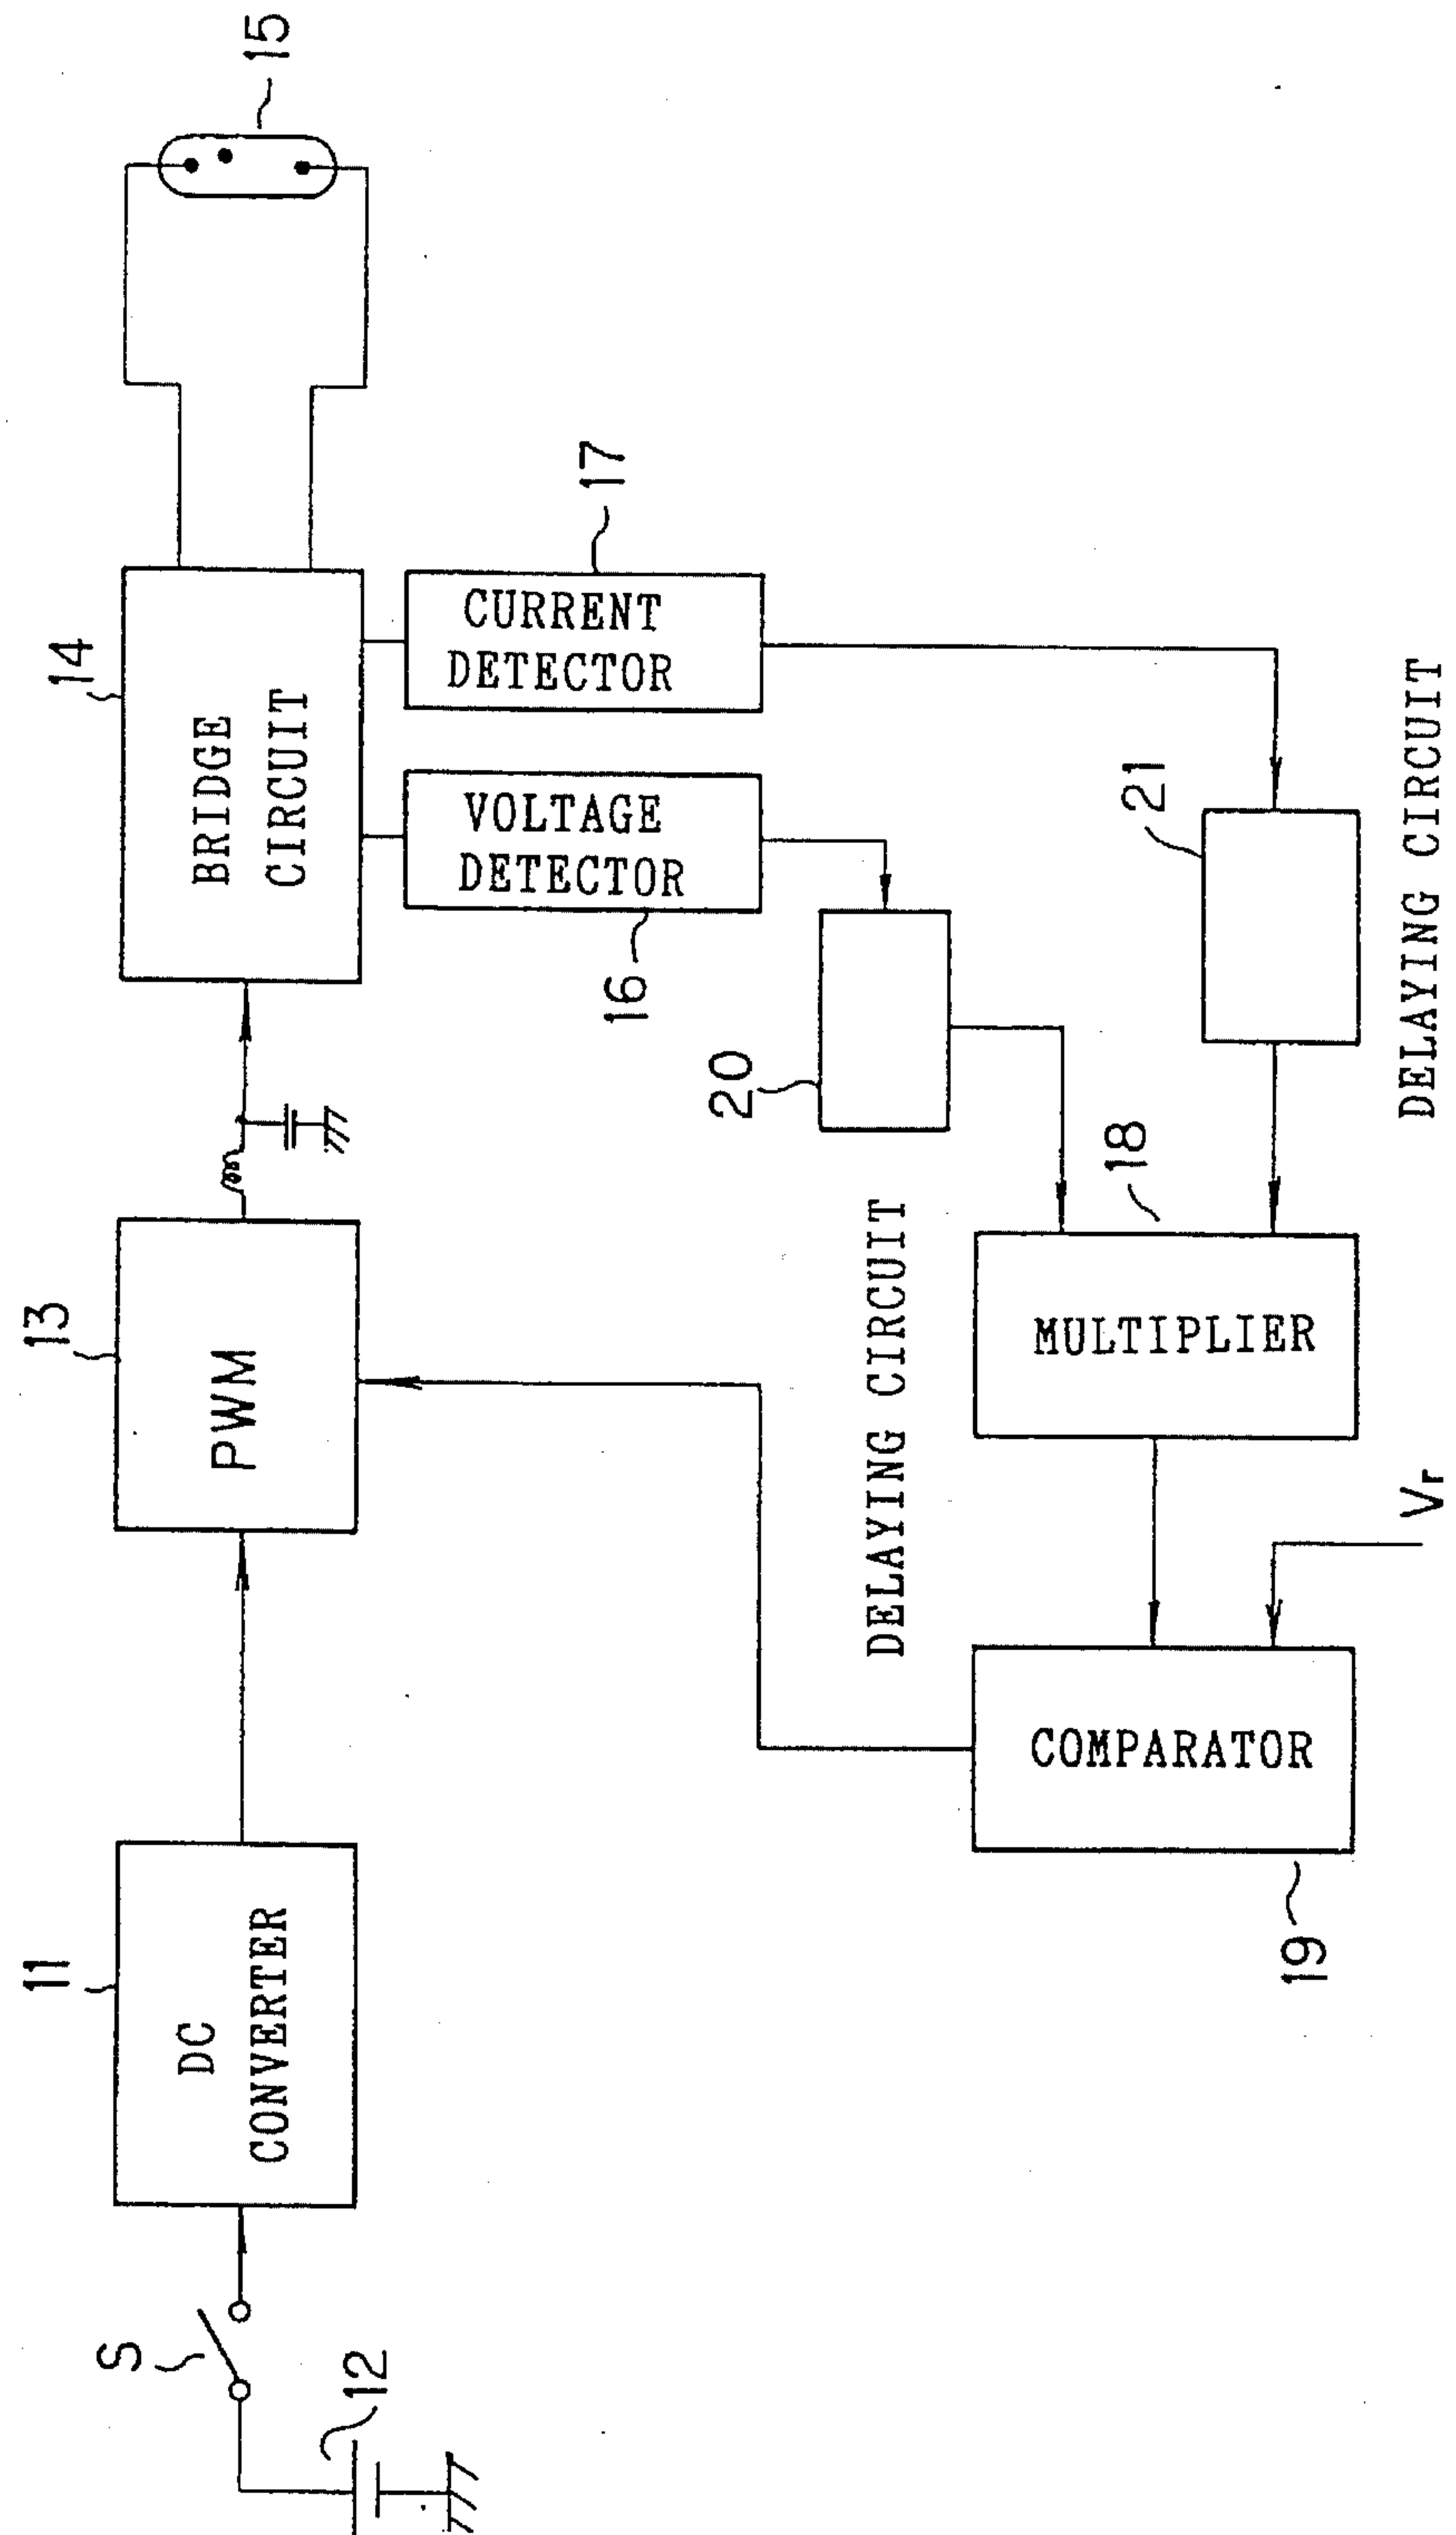 S
12
11
DC
CONVERTER
13
PWM
14
BRIDGE
CIRCUIT
15
16
VOLTAGE
DETECTOR
17
CURRENT
DETECTOR
20
DELAYING CIRCUIT
21
DELAYING CIRCUIT
18
MULTIPLIER
19
COMPARATOR
Vr